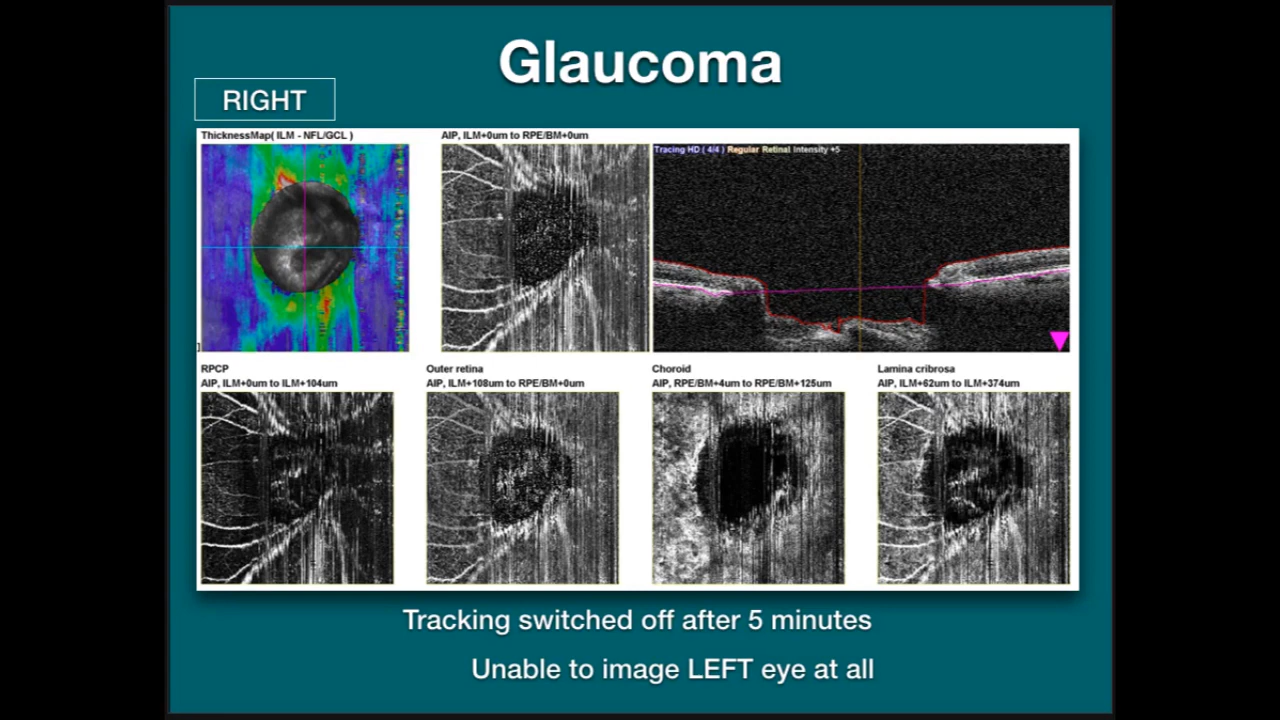 Glaucoma
RIGHT
ThicknessMap( ILM - NFL/GCL )
AIP, ILM+0um to RPE/BM+0um
Tracing HD ( 4/4 ) Regular Retinal Intensity +5
RPCP
AIP, ILM+0um to ILM+104um
Outer retina
AIP, ILM+108um to RPE/BM+0um
Choroid
AIP, RPE/BM+4um to RPE/BM+125um
Lamina cribrosa
AIP, ILM+62um to ILM+374um
Tracking switched off after 5 minutes
Unable to image LEFT eye at all